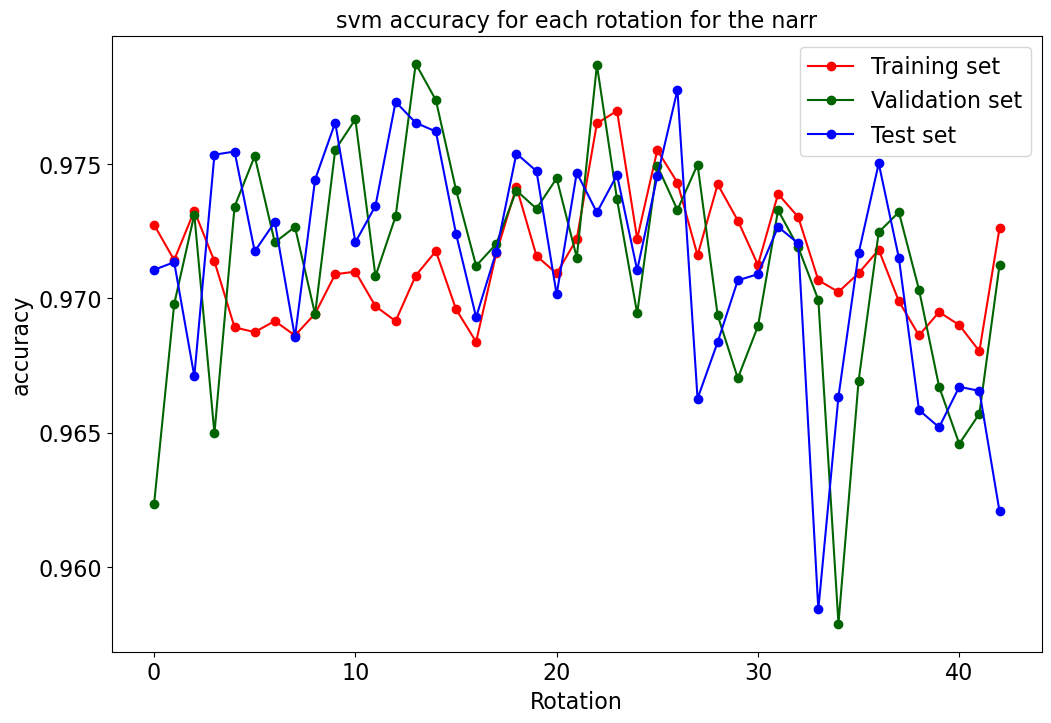 svm accuracy for each rotation for the narr
Training set
Validation set
Test set
accuracy
0.975
0.970
0.965
0.960
0 10 20 30 40
Rotation